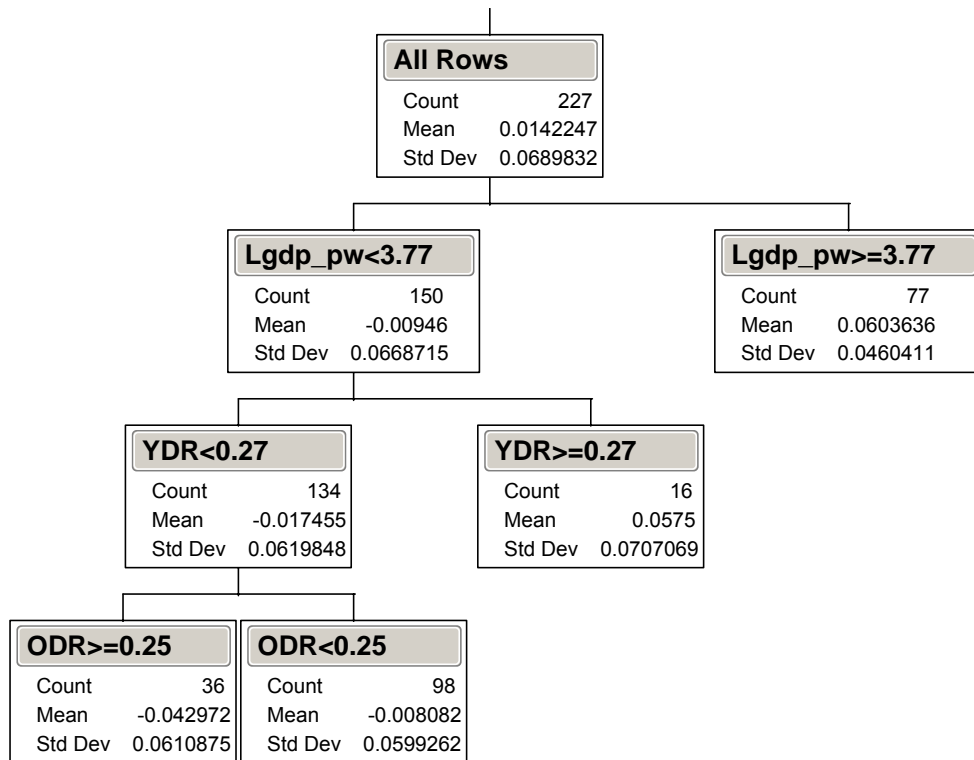 All Rows
Count 227
Mean 0.0142247
Std Dev 0.0689832
Lgdp_pw<3.77
Count 150
Mean -0.00946
Std Dev 0.0668715
Lgdp_pw>=3.77
Count 77
Mean 0.0603636
Std Dev 0.0460411
YDR<0.27
Count 134
Mean -0.017455
Std Dev 0.0619848
YDR>=0.27
Count 16
Mean 0.0575
Std Dev 0.0707069
ODR>=0.25
Count 36
Mean -0.042972
Std Dev 0.0610875
ODR<0.25
Count 98
Mean -0.008082
Std Dev 0.0599262